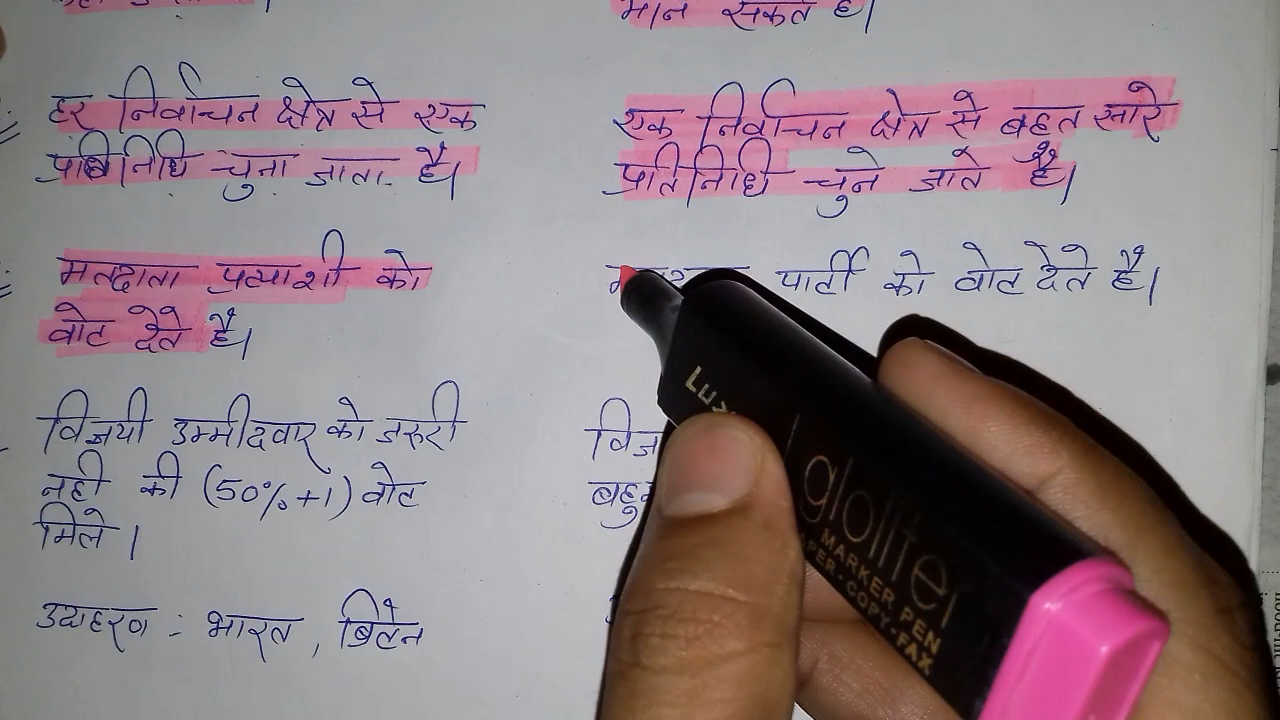 मान सकते है।
हर निर्वाचन क्षेत्र से एक
प्रतिनिधि चुना जाता है।
मतदाता प्रत्याशी को
वोट देते है।
विजयी उम्मीदवार को जरुरी
नही की (50%+1) वोट
मिले।
उदाहरण : भारत, ब्रिटेन
एक निर्वाचन क्षेत्र से बहुत सारे
प्रतिनिधि चुने जाते हैं।
पार्टी को वोट देते है।
glolite
MARKER PEN
COPY·FAX